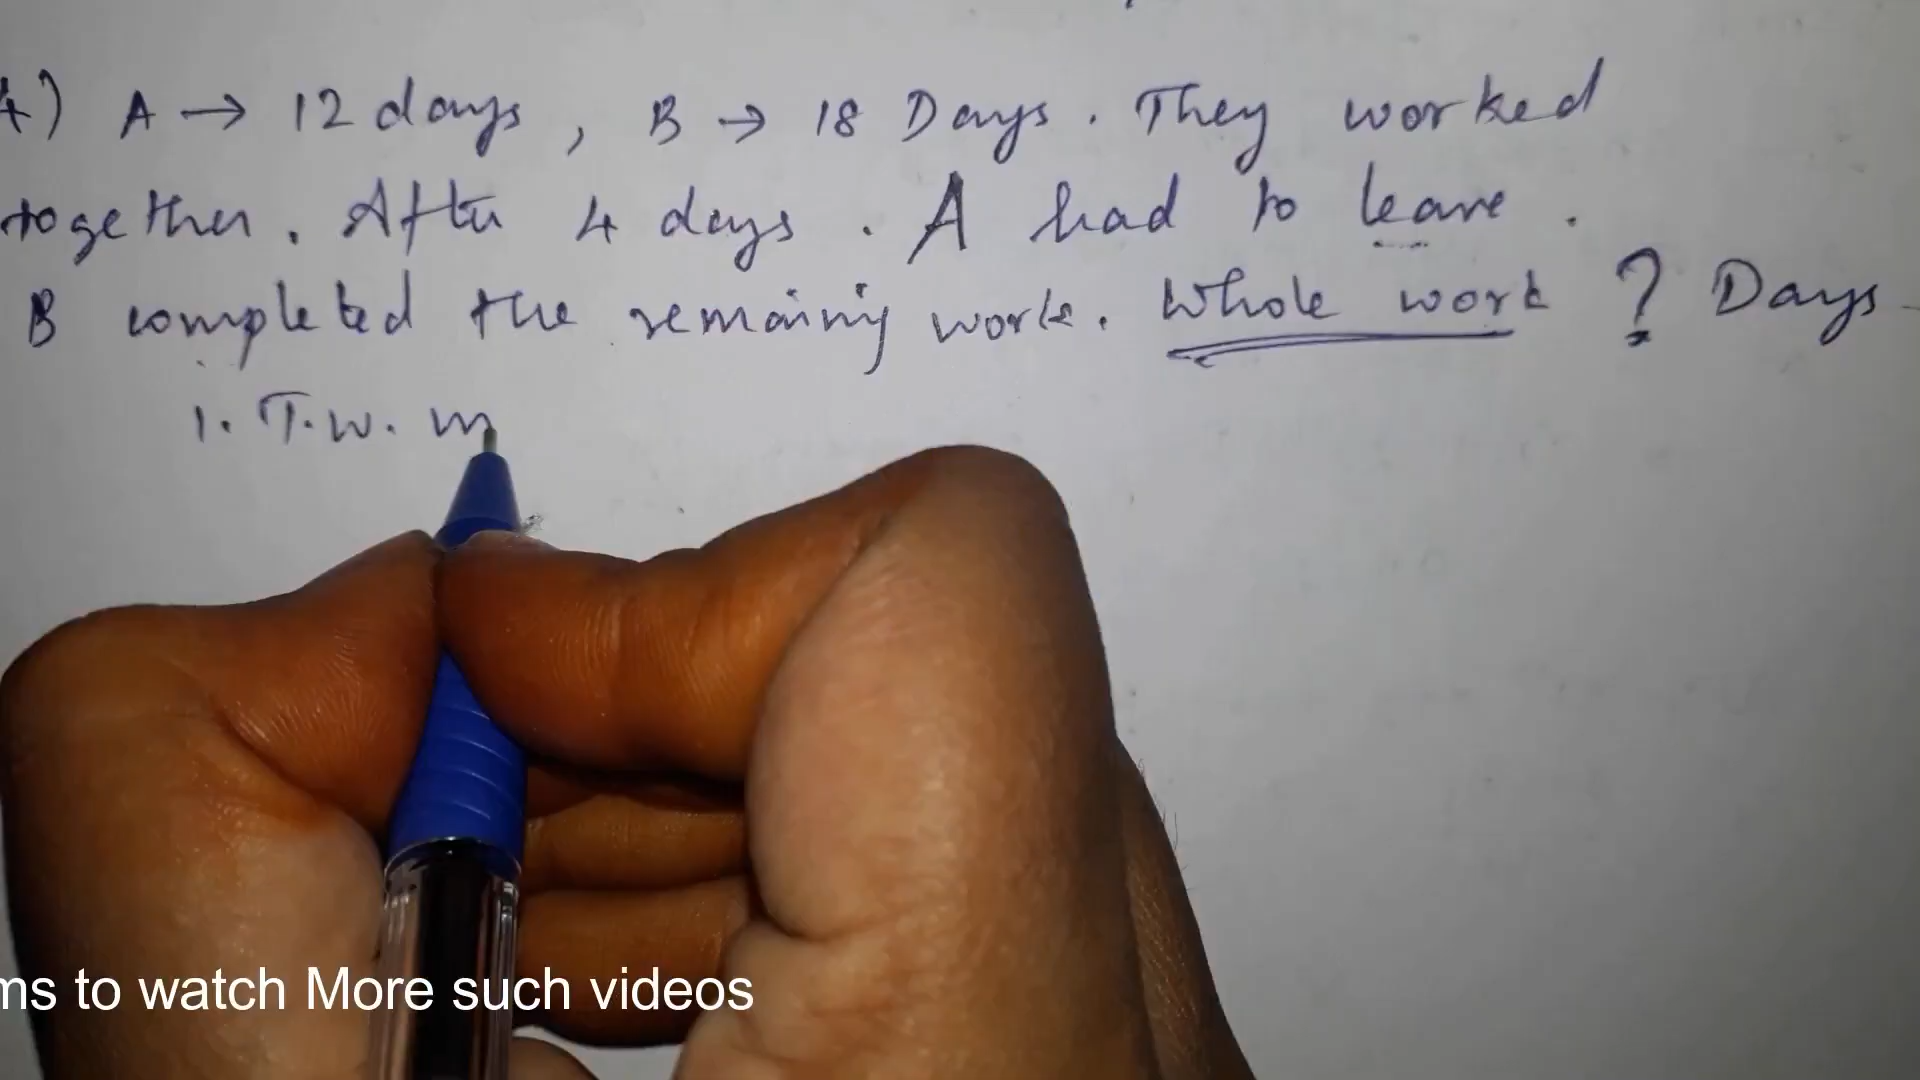 4) A → 12 days, B → 18 Days. They worked
together. After 4 days. A had to leave.
B completed the remaining work. Whole work ? Days
1. T.W. in
ms to watch More such videos